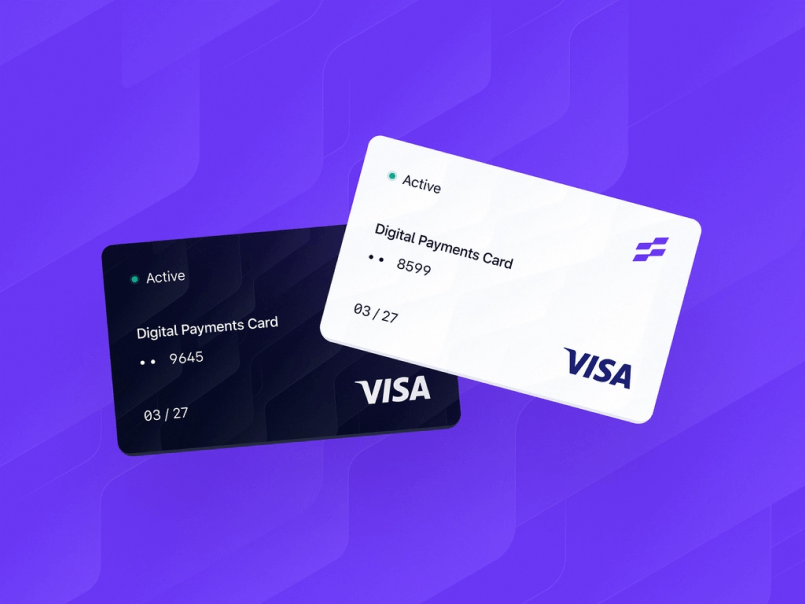 Active
Digital Payments Card
•• 9645
03 / 27
VISA
Active
Digital Payments Card
•• 8599
03 / 27
VISA